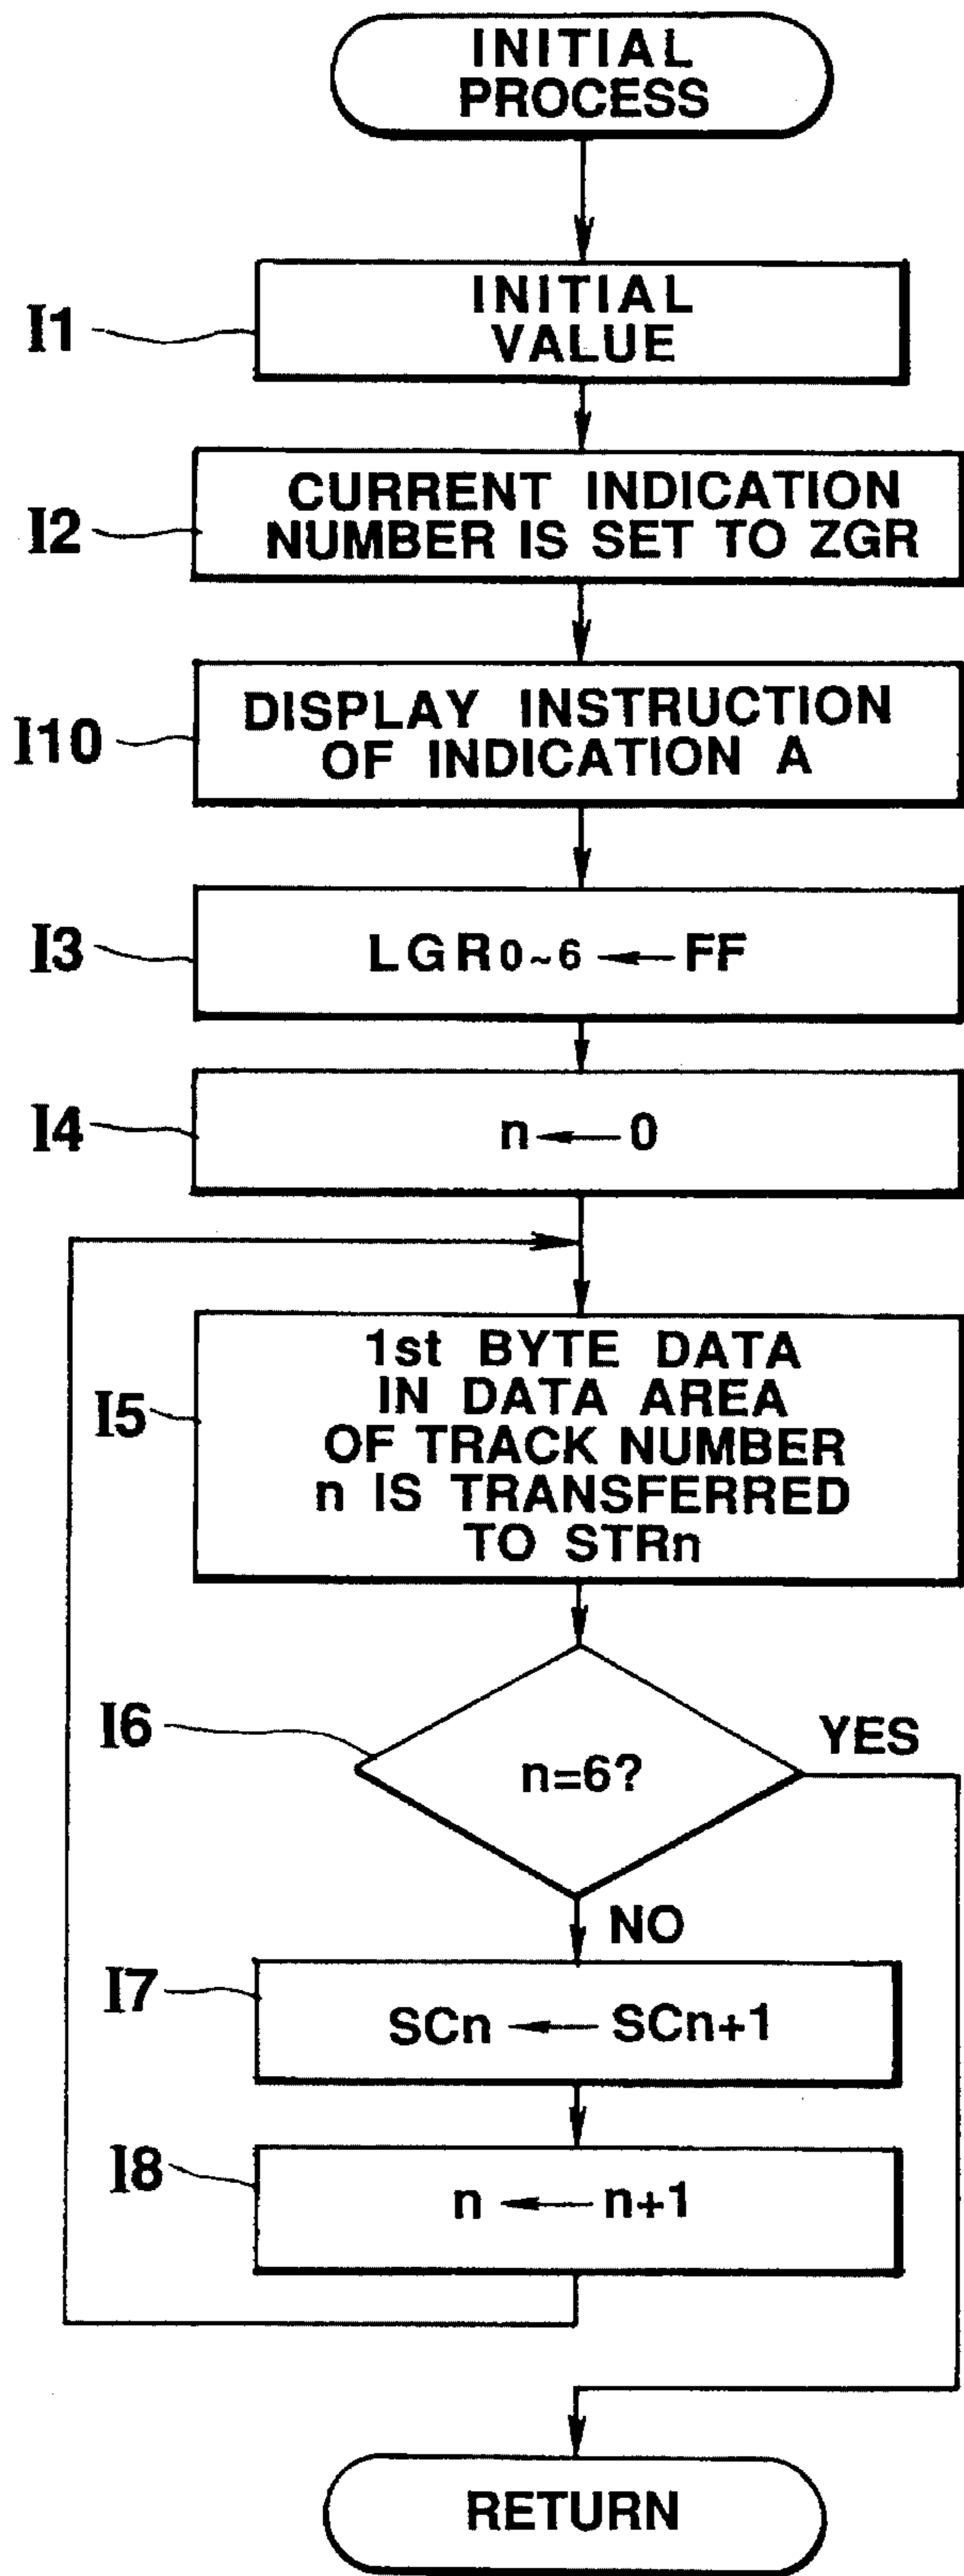 INITIAL
PROCESS
I1
INITIAL
VALUE
I2
CURRENT INDICATION
NUMBER IS SET TO ZGR
I10
DISPLAY INSTRUCTION
OF INDICATION A
I3
LGR0~6 ← FF
I4
n ← 0
I5
1st BYTE DATA
IN DATA AREA
OF TRACK NUMBER
n IS TRANSFERRED
TO STRn
I6
n=6?
YES
NO
I7
SCn ← SCn+1
I8
n ← n+1
RETURN